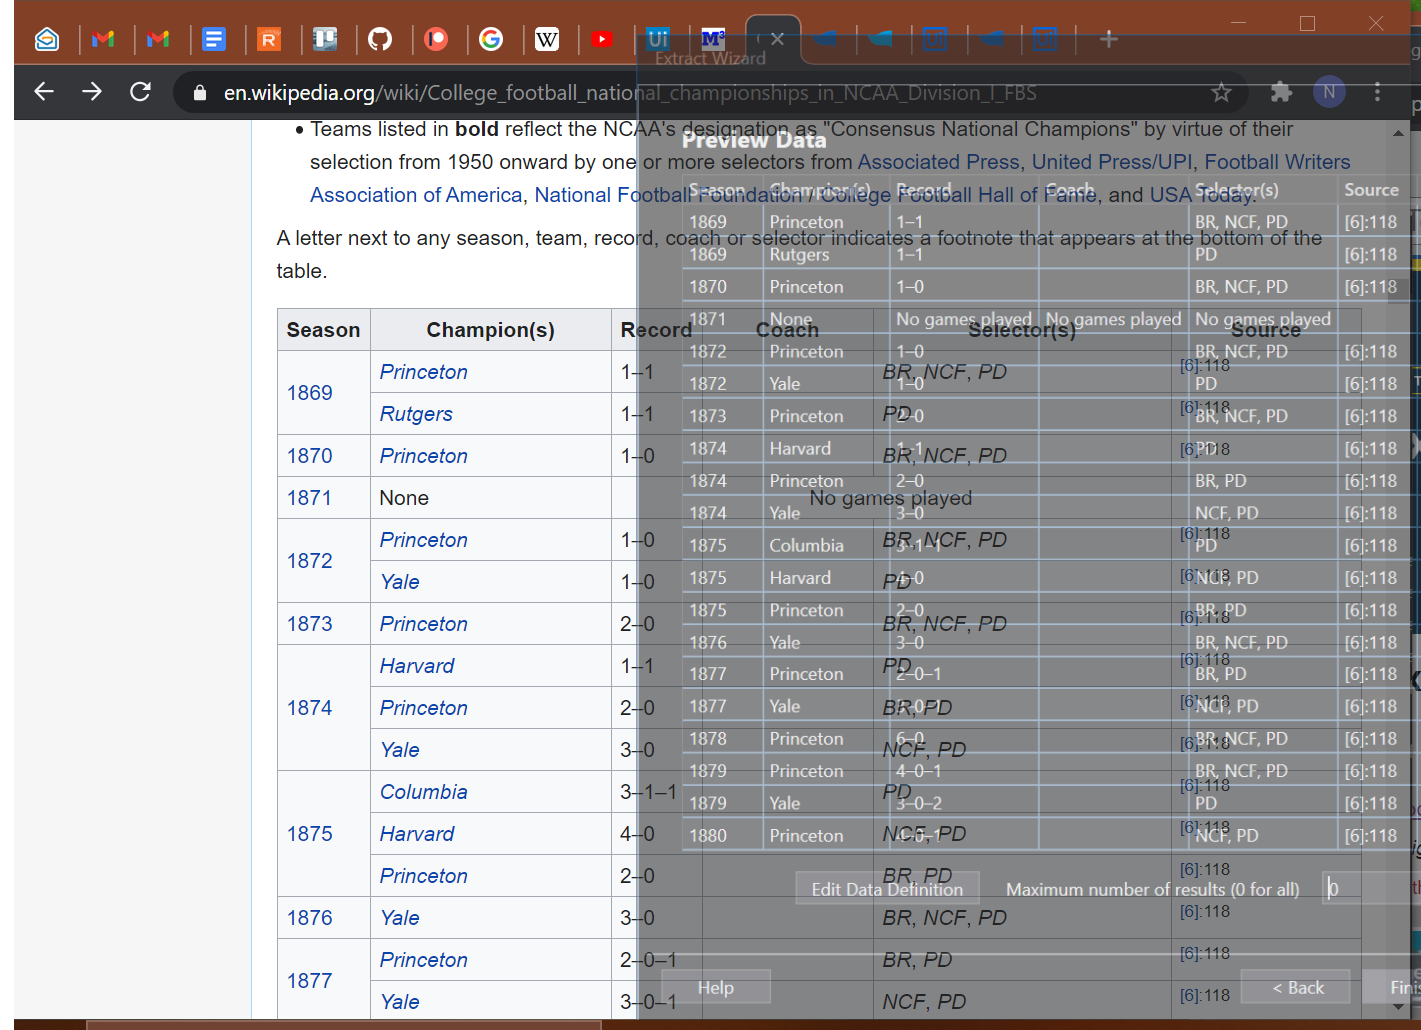 Extract Wizard
en.wikipedia.org/wiki/College_football_national_championships_in_NCAA_Division_I_FBS
N
• Teams listed in bold reflect the NCAA's designation as "Consensus National Champions" by virtue of their
selection from 1950 onward by one or more selectors from Associated Press, United Press/UPI, Football Writers
Association of America, National Football Foundation / College Football Hall of Fame, and USA Today.
A letter next to any season, team, record, coach or selector indicates a footnote that appears at the bottom of the
table.
Season Champion(s) Record Coach Selector(s) Source
1869 Princeton 1–1 BR, NCF, PD [6]:118
Rutgers 1–1 PD [6]:118
1870 Princeton 1–0 BR, NCF, PD [6]:118
1871 None No games played
1872 Princeton 1–0 BR, NCF, PD [6]:118
Yale 1–0 PD [6]:118
1873 Princeton 2–0 BR, NCF, PD [6]:118
1874 Harvard 1–1 PD [6]:118
Princeton 2–0 BR, PD [6]:118
Yale 3–0 NCF, PD [6]:118
1875 Columbia 3–1–1 PD [6]:118
Harvard 4–0 NCF, PD [6]:118
Princeton 2–0 BR, PD [6]:118
1876 Yale 3–0 BR, NCF, PD [6]:118
1877 Princeton 2–0–1 BR, PD [6]:118
Yale 3–0–1 NCF, PD [6]:118
Preview Data
Season Champion(s) Record Coach Selector(s) Source
1869 Princeton 1–1 BR, NCF, PD [6]:118
1869 Rutgers 1–1 PD [6]:118
1870 Princeton 1–0 BR, NCF, PD [6]:118
1871 None No games played No games played No games played
1872 Princeton 1–0 BR, NCF, PD [6]:118
1872 Yale 1–0 PD [6]:118
1873 Princeton 2–0 BR, NCF, PD [6]:118
1874 Harvard 1–1 PD [6]:118
1874 Princeton 2–0 BR, PD [6]:118
1874 Yale 3–0 NCF, PD [6]:118
1875 Columbia 3–1–1 PD [6]:118
1875 Harvard 4–0 NCF, PD [6]:118
1875 Princeton 2–0 BR, PD [6]:118
1876 Yale 3–0 BR, NCF, PD [6]:118
1877 Princeton 2–0–1 BR, PD [6]:118
1877 Yale 3–0–1 NCF, PD [6]:118
1878 Princeton 6–0 BR, NCF, PD [6]:118
1879 Princeton 4–0–1 BR, NCF, PD [6]:118
1879 Yale 3–0–2 PD [6]:118
1880 Princeton 4–0–1 NCF, PD [6]:118
Edit Data Definition Maximum number of results (0 for all) 0
Help < Back Finis